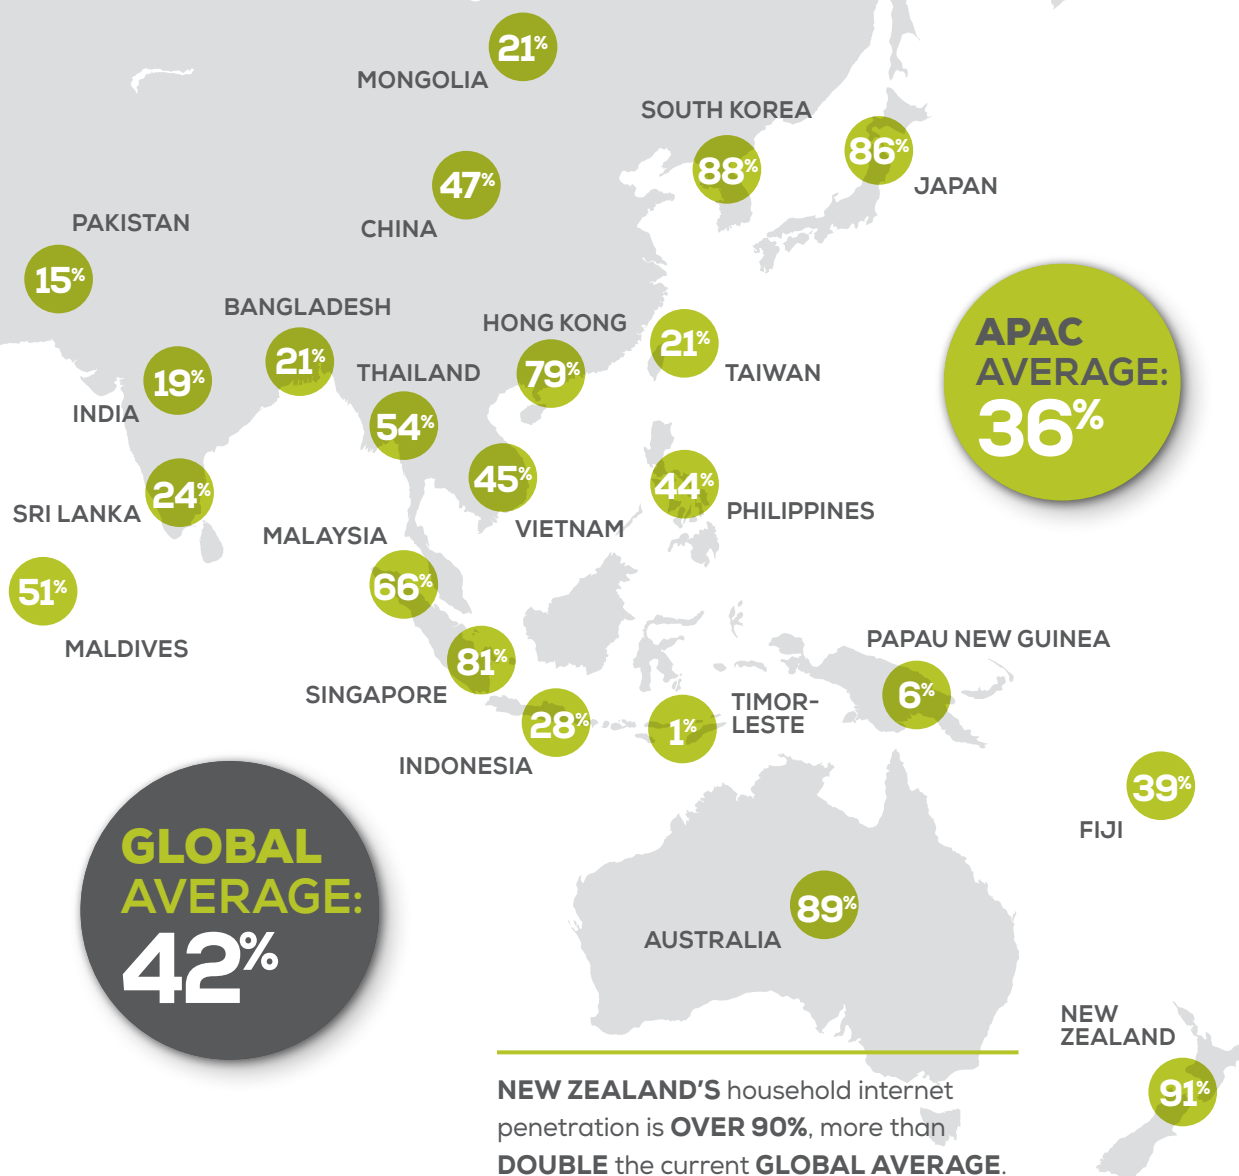 21%
MONGOLIA
SOUTH KOREA
88%
86%
JAPAN
47%
CHINA
PAKISTAN
15%
BANGLADESH
21%
HONG KONG
79%
21%
TAIWAN
THAILAND
54%
19%
INDIA
APAC
AVERAGE:
36%
24%
SRI LANKA
45%
VIETNAM
44%
PHILIPPINES
MALAYSIA
66%
51%
MALDIVES
81%
SINGAPORE
PAPAU NEW GUINEA
6%
28%
INDONESIA
1%
TIMOR-
LESTE
39%
FIJI
GLOBAL
AVERAGE:
42%
89%
AUSTRALIA
NEW
ZEALAND
91%
NEW ZEALAND'S household internet
penetration is OVER 90%, more than
DOUBLE the current GLOBAL AVERAGE.